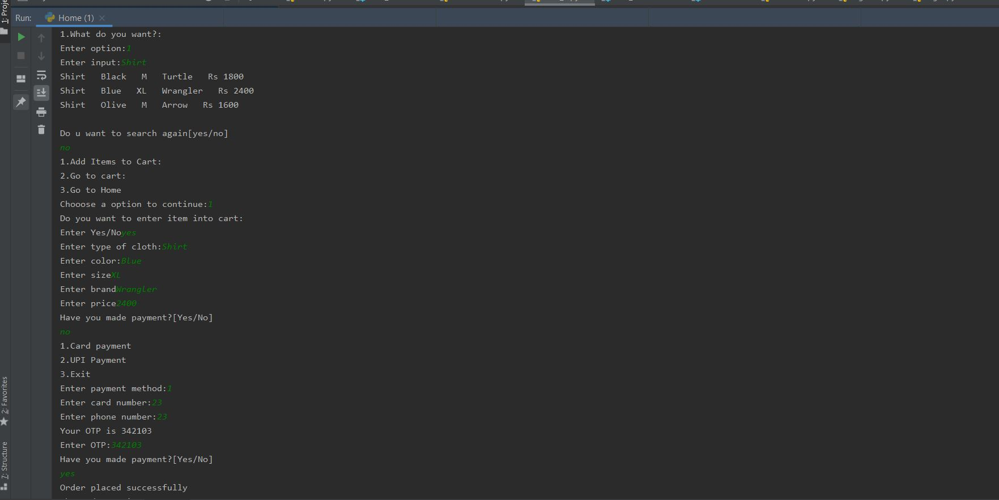 1: Proje
Run: Home (1)
1.What do you want?:
Enter option:1
Enter input:Shirt
Shirt   Black   M   Turtle   Rs 1800
Shirt   Blue   XL   Wrangler   Rs 2400
Shirt   Olive   M   Arrow   Rs 1600
Do u want to search again[yes/no]
no
1.Add Items to Cart:
2.Go to cart:
3.Go to Home
Chooose a option to continue:1
Do you want to enter item into cart:
Enter Yes/Noyes
Enter type of cloth:Shirt
Enter color:Blue
Enter sizeXL
Enter brandWrangler
Enter price2400
Have you made payment?[Yes/No]
no
1.Card payment
2.UPI Payment
3.Exit
Enter payment method:1
Enter card number:23
Enter phone number:23
Your OTP is 342103
Enter OTP:342103
Have you made payment?[Yes/No]
yes
Order placed successfully
2: Favorites
7: Structure